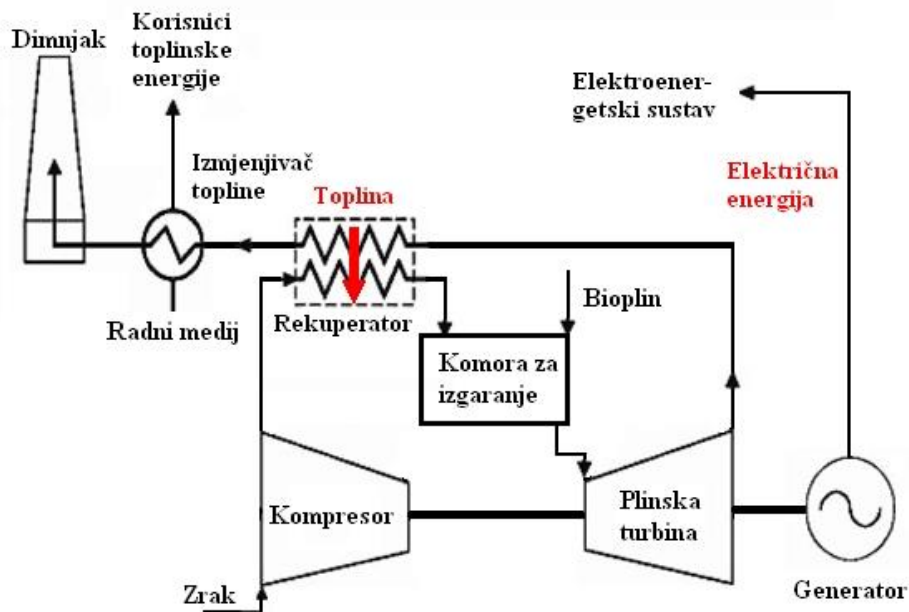 Dimnjak
Korisnici
toplinske
energije
Elektroener-
getski sustav
Izmjenjivač
topline
Toplina
Električna
energija
Radni medij
Rekuperator
Bioplin
Komora za
izgaranje
Kompresor
Plinska
turbina
Zrak
Generator